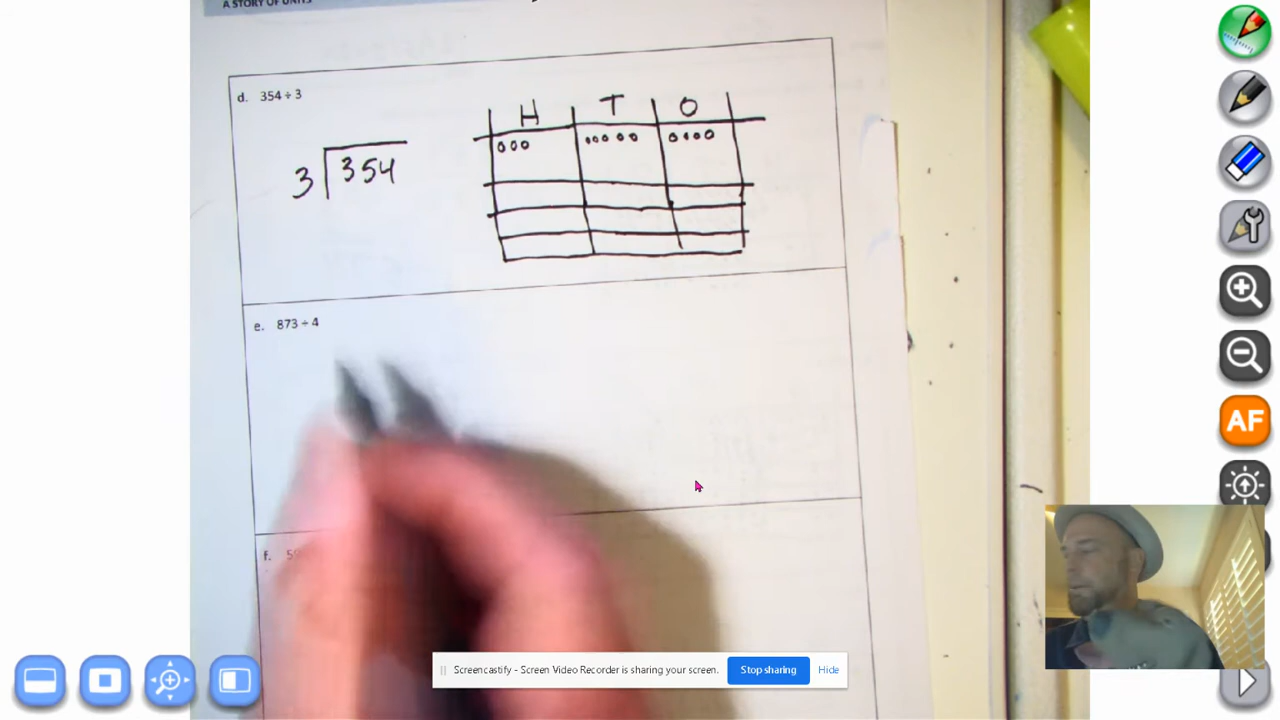 A STORY OF UNITS
d. 354 ÷ 3
H T O
3 354
e. 873 ÷ 4
f.
AF
Screencastify - Screen Video Recorder is sharing your screen.
Stop sharing
Hide